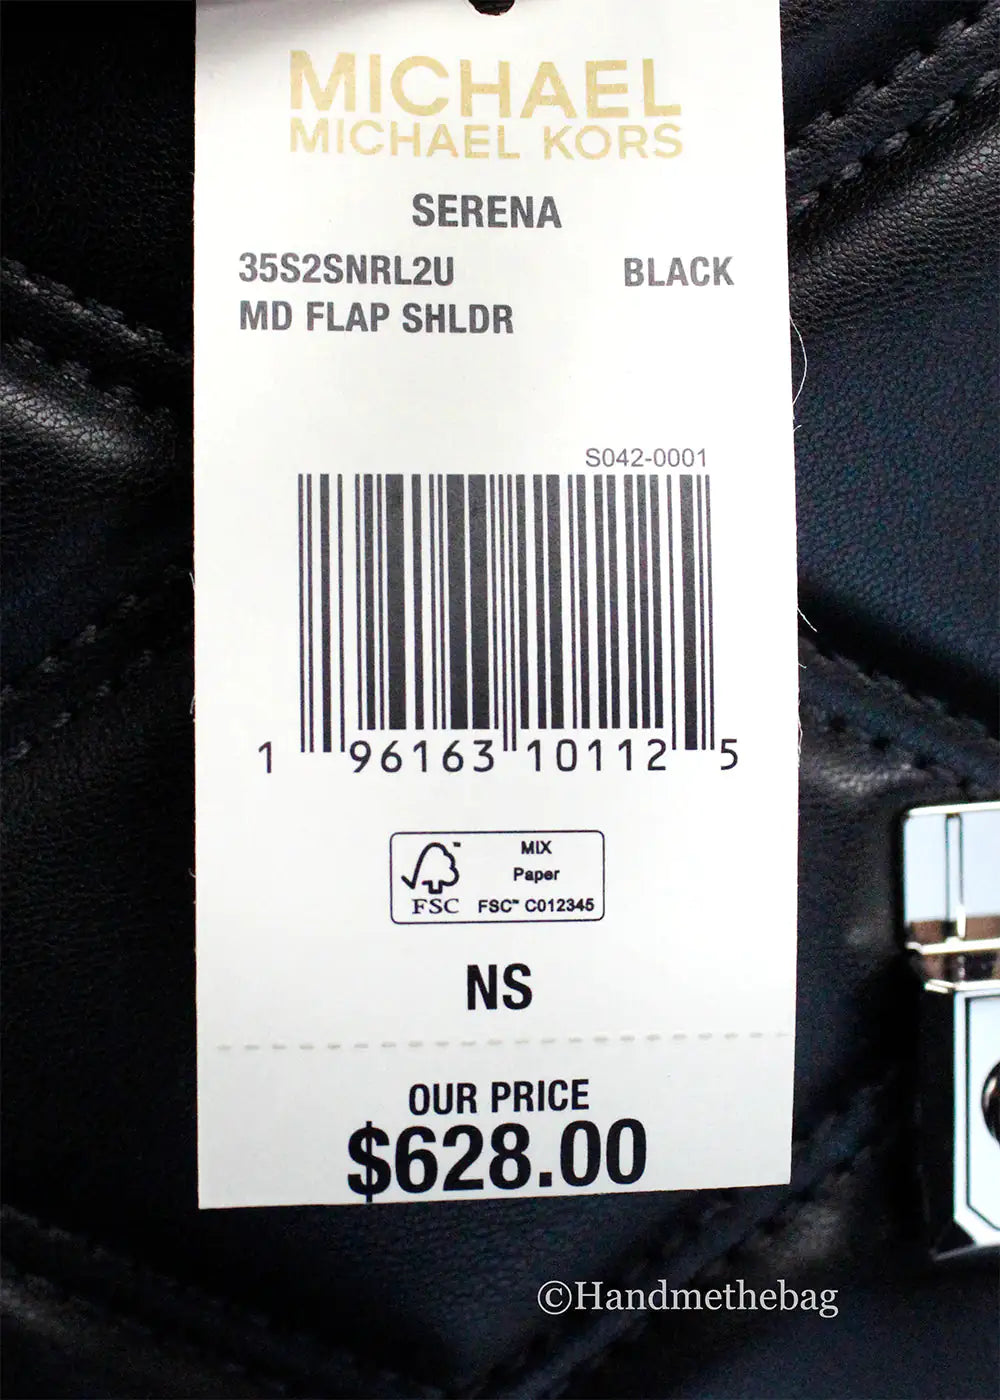 MICHAEL
MICHAEL KORS
SERENA
35S2SNRL2U BLACK
MD FLAP SHLDR
S042-0001
1 96163 10112 5
MIX
Paper
FSC FSC™ C012345
NS
OUR PRICE
$628.00
©Handmethebag